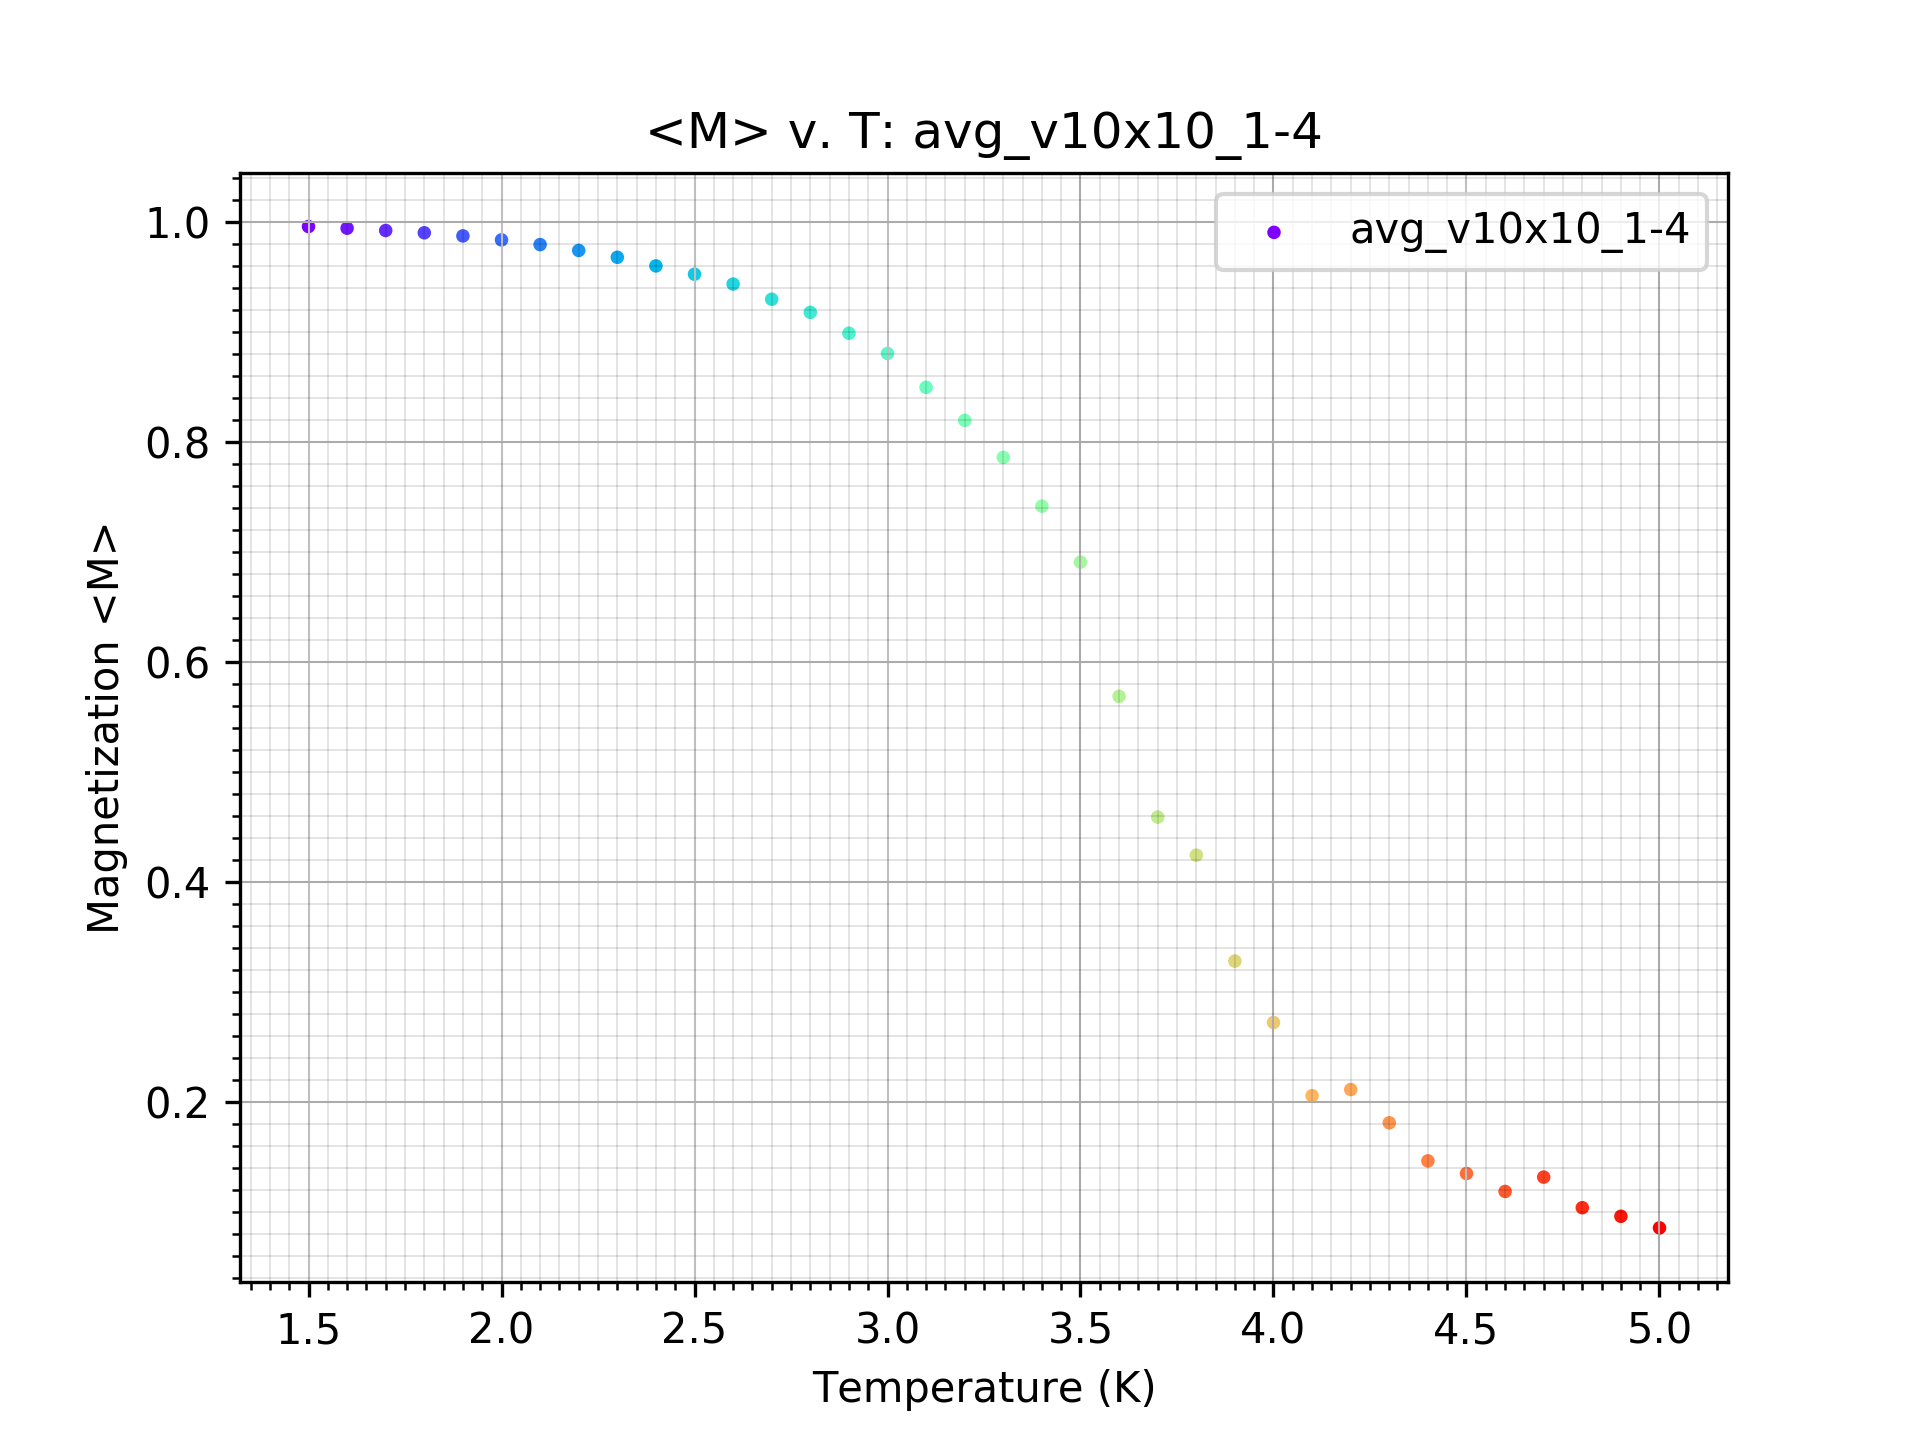 <M> v. T: avg_v10x10_1-4
avg_v10x10_1-4
Magnetization <M>
1.0
0.8
0.6
0.4
0.2
1.5 2.0 2.5 3.0 3.5 4.0 4.5 5.0
Temperature (K)